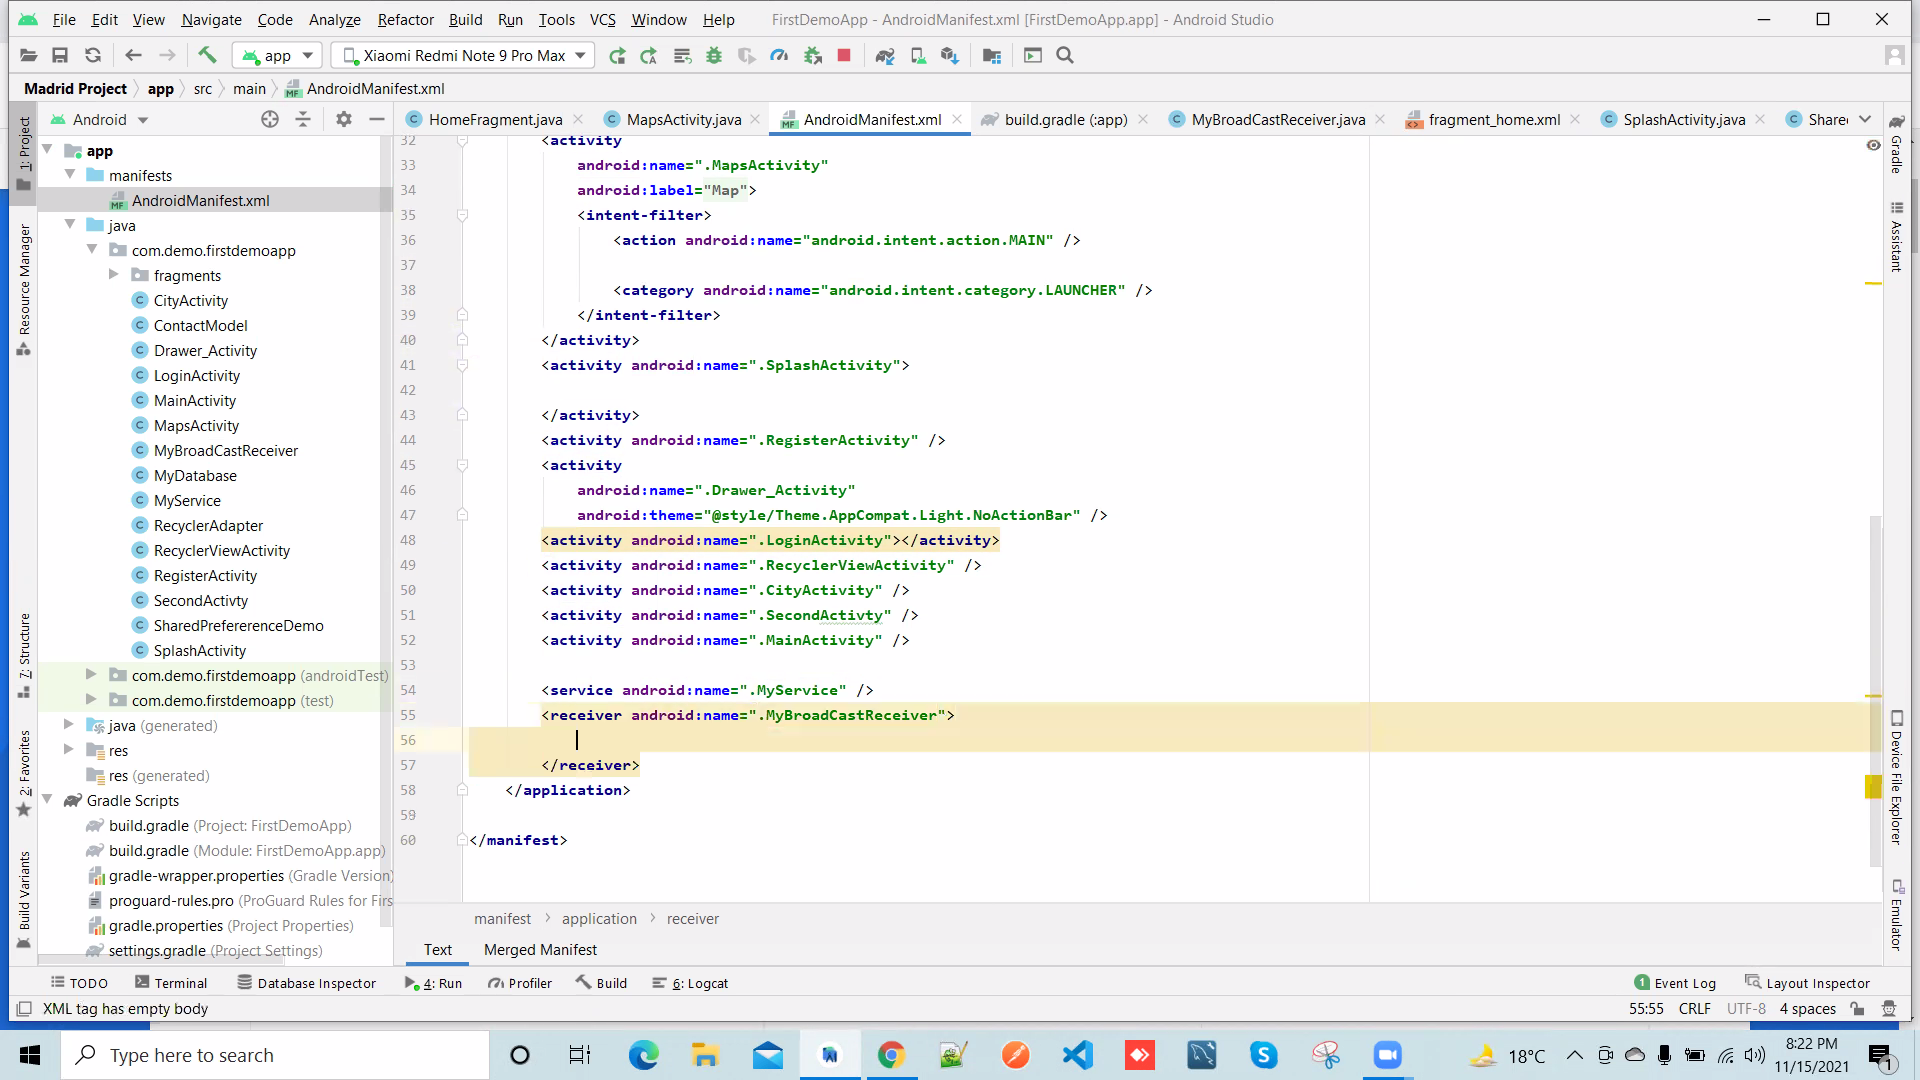 File Edit View Navigate Code Analyze Refactor Build Run Tools VCS Window Help FirstDemoApp - AndroidManifest.xml [FirstDemoApp.app] - Android Studio
app Xiaomi Redmi Note 9 Pro Max
Madrid Project app src main AndroidManifest.xml
Android HomeFragment.java MapsActivity.java AndroidManifest.xml build.gradle (:app) MyBroadCastReceiver.java fragment_home.xml SplashActivity.java Share
1: Project
Resource Manager
7: Structure
2: Favorites
Build Variants
app
manifests
AndroidManifest.xml
java
com.demo.firstdemoapp
fragments
CityActivity
ContactModel
Drawer_Activity
LoginActivity
MainActivity
MapsActivity
MyBroadCastReceiver
MyDatabase
MyService
RecyclerAdapter
RecyclerViewActivity
RegisterActivity
SecondActivty
SharedPrefererenceDemo
SplashActivity
com.demo.firstdemoapp (androidTest)
com.demo.firstdemoapp (test)
java (generated)
res
res (generated)
Gradle Scripts
build.gradle (Project: FirstDemoApp)
build.gradle (Module: FirstDemoApp.app)
gradle-wrapper.properties (Gradle Version)
proguard-rules.pro (ProGuard Rules for Firs
gradle.properties (Project Properties)
settings.gradle (Project Settings)
32 <activity
33 android:name=".MapsActivity"
34 android:label="Map">
35 <intent-filter>
36 <action android:name="android.intent.action.MAIN" />
37
38 <category android:name="android.intent.category.LAUNCHER" />
39 </intent-filter>
40 </activity>
41 <activity android:name=".SplashActivity">
42
43 </activity>
44 <activity android:name=".RegisterActivity" />
45 <activity
46 android:name=".Drawer_Activity"
47 android:theme="@style/Theme.AppCompat.Light.NoActionBar" />
48 <activity android:name=".LoginActivity"></activity>
49 <activity android:name=".RecyclerViewActivity" />
50 <activity android:name=".CityActivity" />
51 <activity android:name=".SecondActivty" />
52 <activity android:name=".MainActivity" />
53
54 <service android:name=".MyService" />
55 <receiver android:name=".MyBroadCastReceiver">
56
57 </receiver>
58 </application>
59
60 </manifest>
Gradle
Assistant
Device File Explorer
Emulator
manifest application receiver
Text Merged Manifest
TODO Terminal Database Inspector 4: Run Profiler Build 6: Logcat 1 Event Log Layout Inspector
XML tag has empty body 55:55 CRLF UTF-8 4 spaces
Type here to search 18°C 8:22 PM
11/15/2021 1